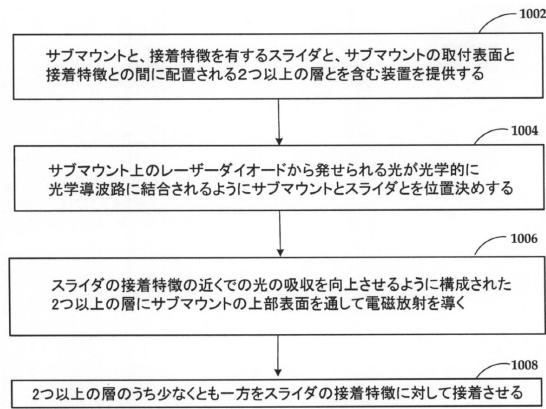 1002
サブマウントと、接着特徴を有するスライダと、サブマウントの取付表面と
接着特徴との間に配置される2つ以上の層とを含む装置を提供する
1004
サブマウント上のレーザーダイオードから発せられる光が光学的に
光学導波路に結合されるようにサブマウントとスライダとを位置決めする
1006
スライダの接着特徴の近くでの光の吸収を向上させるように構成された
2つ以上の層にサブマウントの上部表面を通して電磁放射を導く
1008
2つ以上の層のうち少なくとも一方をスライダの接着特徴に対して接着させる